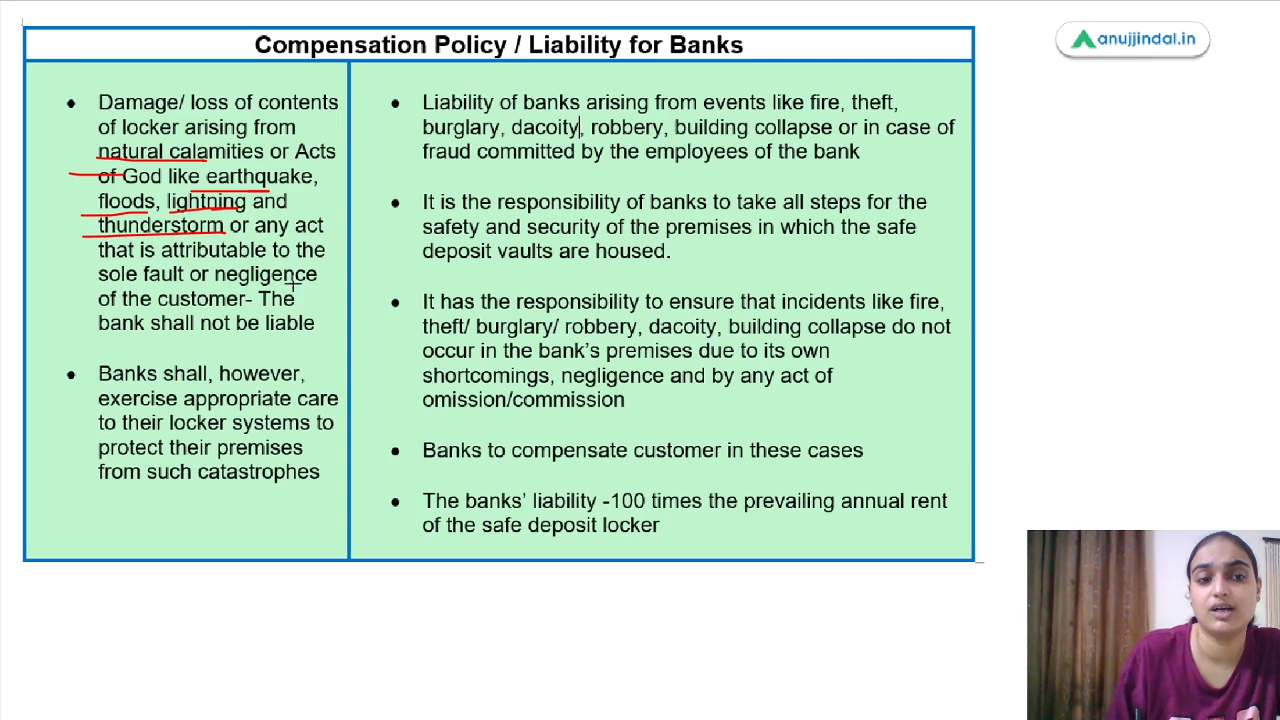 Compensation Policy / Liability for Banks
anujjindal.in
• Damage/ loss of contents
of locker arising from
natural calamities or Acts
of God like earthquake,
floods, lightning and
thunderstorm or any act
that is attributable to the
sole fault or negligence
of the customer- The
bank shall not be liable
• Banks shall, however,
exercise appropriate care
to their locker systems to
protect their premises
from such catastrophes
• Liability of banks arising from events like fire, theft,
burglary, dacoity, robbery, building collapse or in case of
fraud committed by the employees of the bank
• It is the responsibility of banks to take all steps for the
safety and security of the premises in which the safe
deposit vaults are housed.
• It has the responsibility to ensure that incidents like fire,
theft/ burglary/ robbery, dacoity, building collapse do not
occur in the bank's premises due to its own
shortcomings, negligence and by any act of
omission/commission
• Banks to compensate customer in these cases
• The banks' liability -100 times the prevailing annual rent
of the safe deposit locker